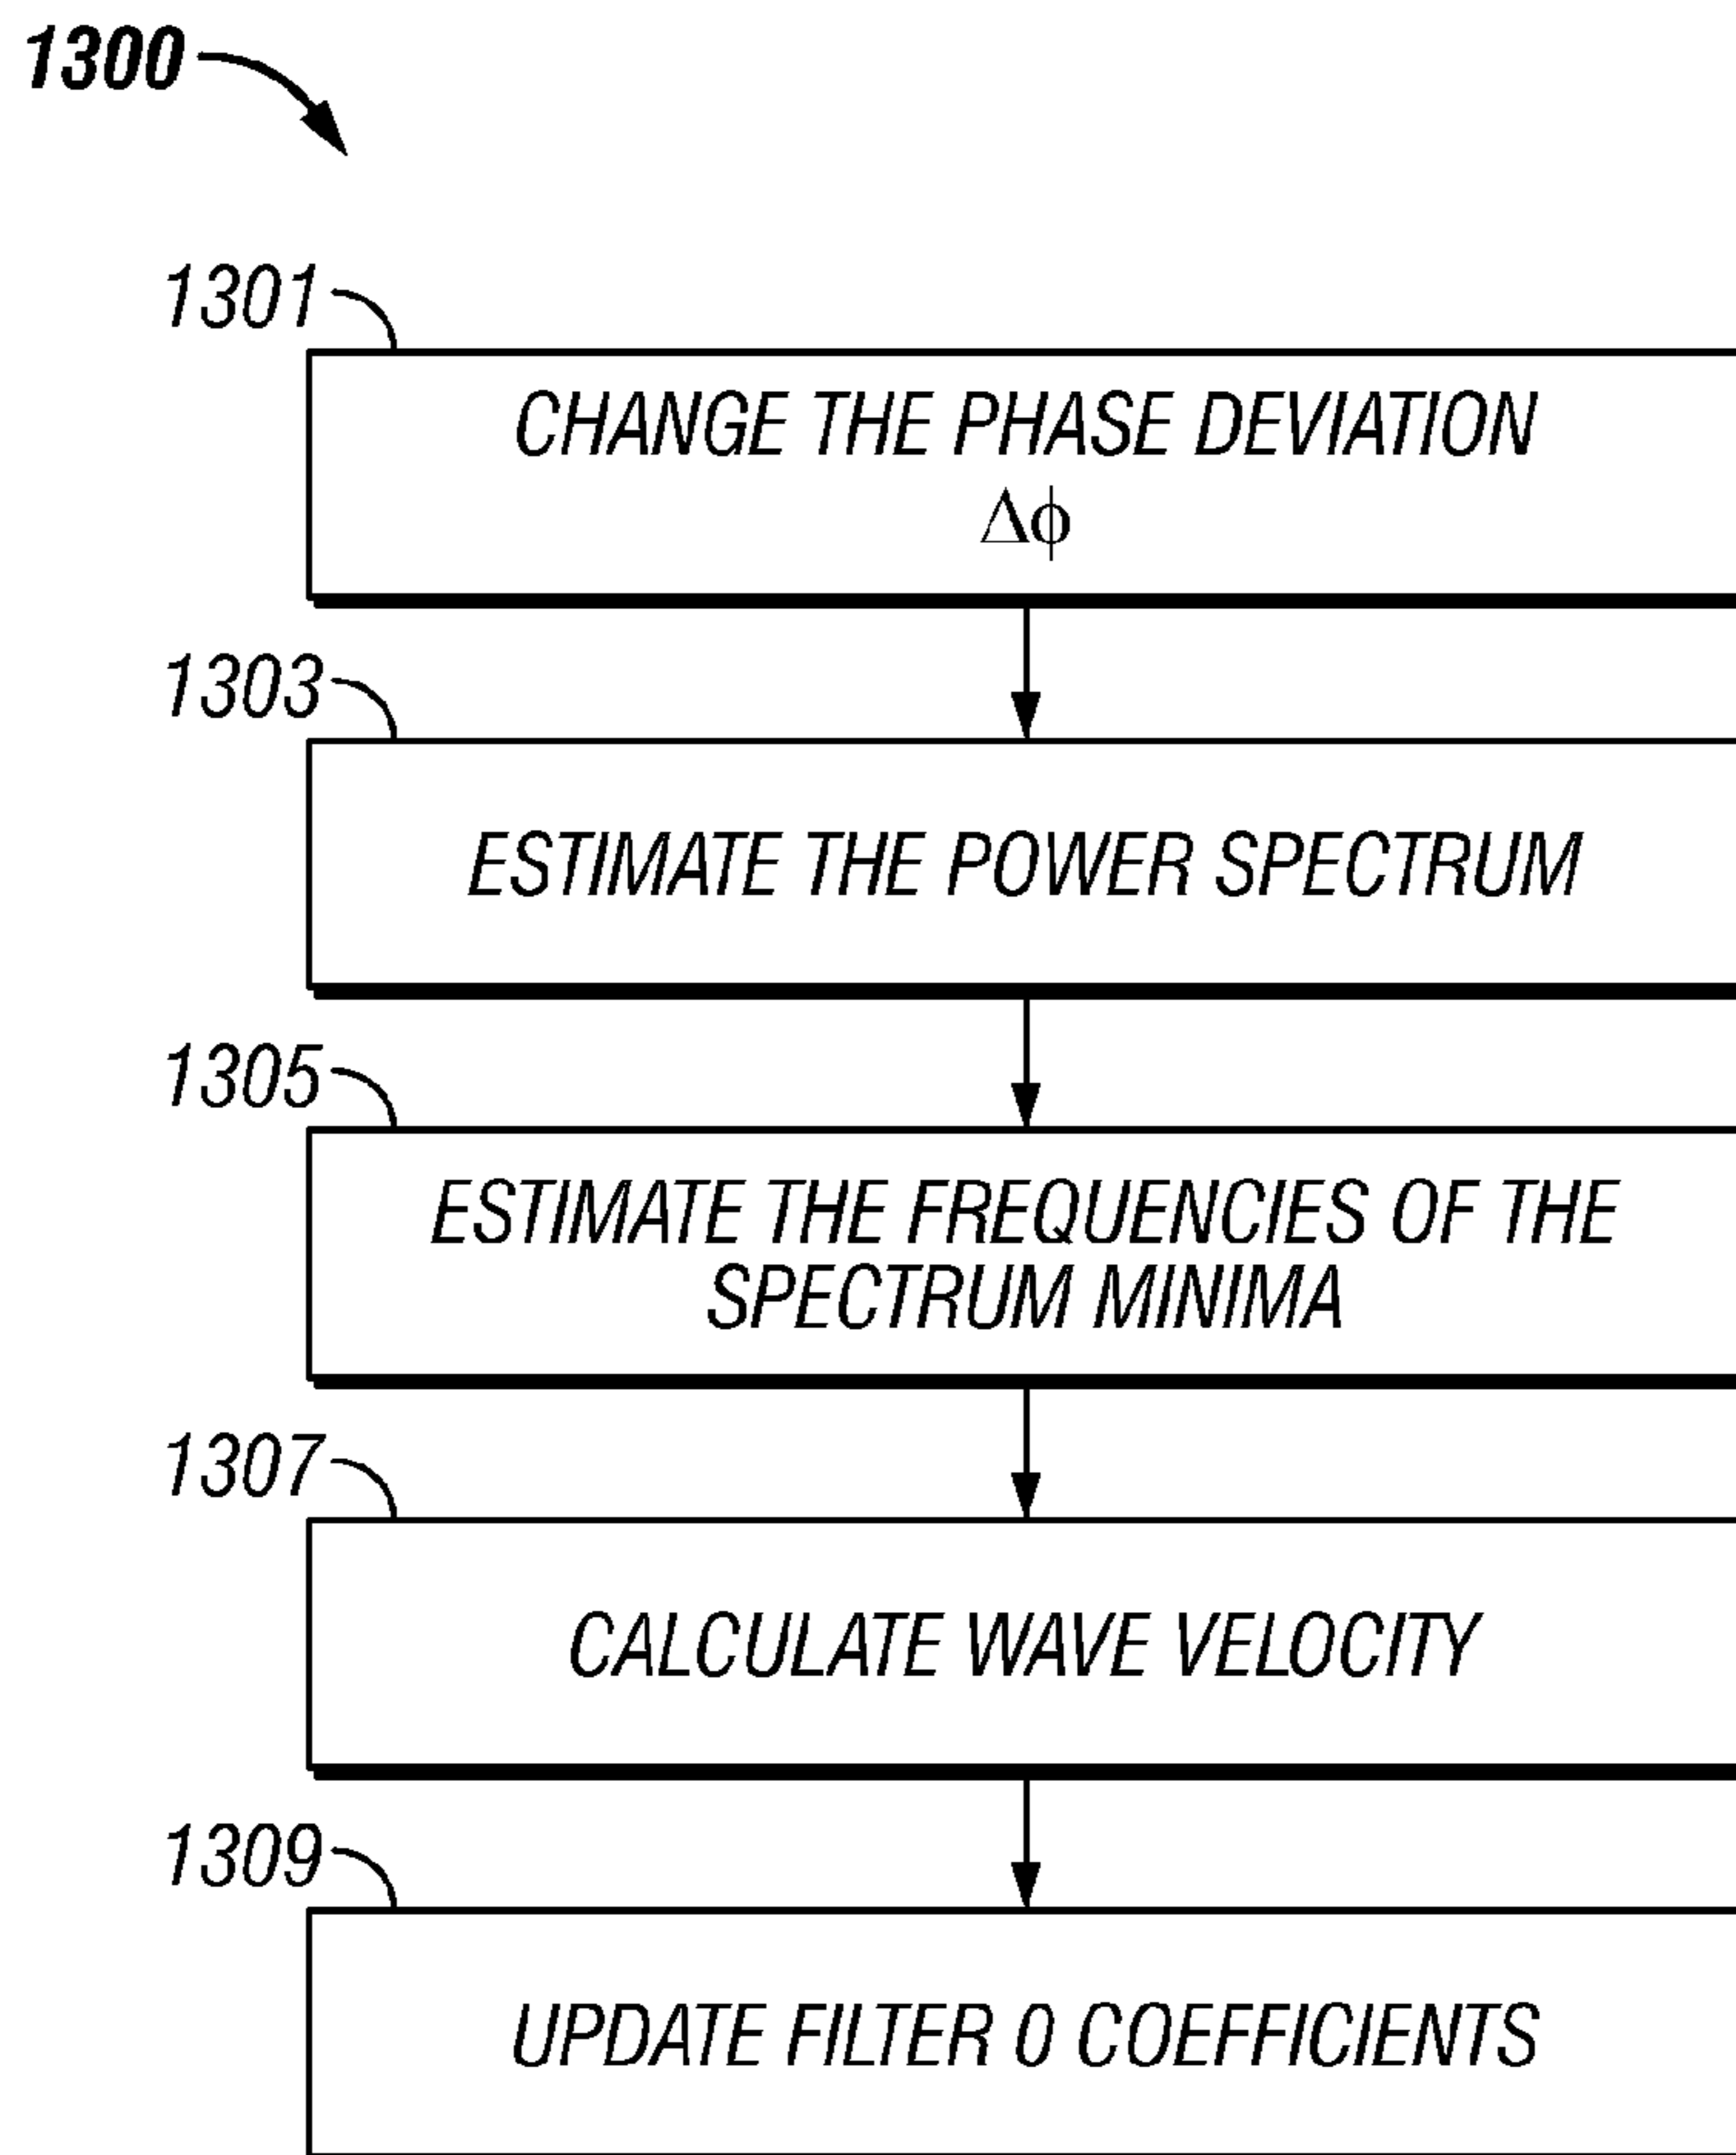 1300
1301
CHANGE THE PHASE DEVIATION
Δϕ
1303
ESTIMATE THE POWER SPECTRUM
1305
ESTIMATE THE FREQUENCIES OF THE
SPECTRUM MINIMA
1307
CALCULATE WAVE VELOCITY
1309
UPDATE FILTER 0 COEFFICIENTS